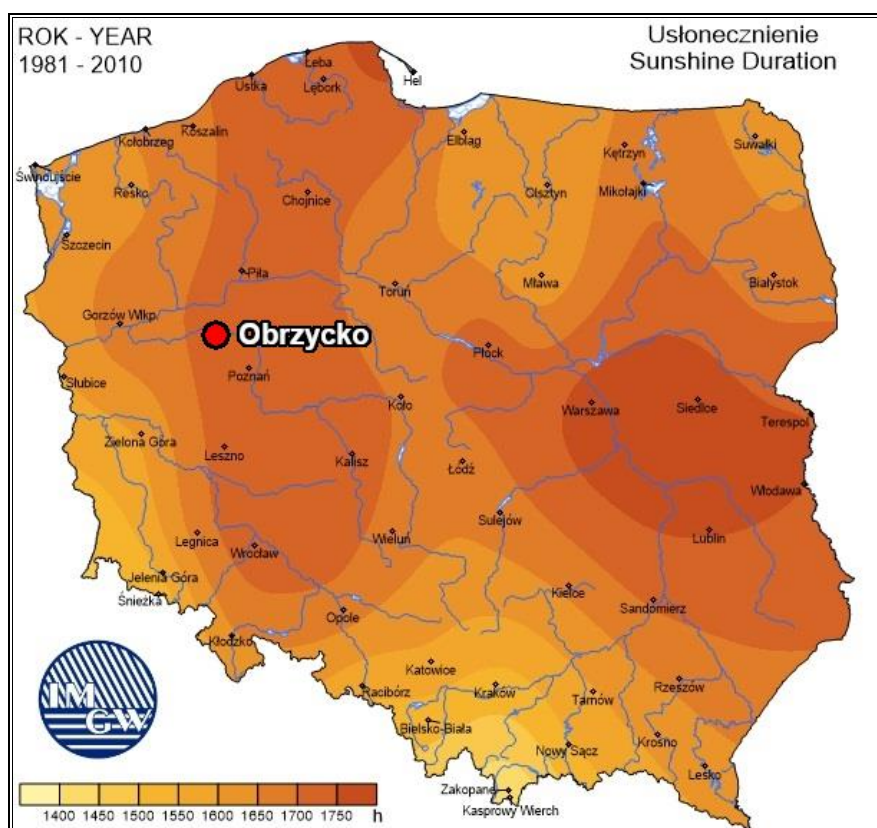 ROK - YEAR
1981 - 2010
Usłonecznienie
Sunshine Duration
Łeba
Hel
Ustka
Lębork
Koszalin
Kołobrzeg
Elbląg
Kętrzyn
Suwałki
Świnoujście
Resko
Chojnice
Olsztyn
Mikołajki
Szczecin
Piła
Toruń
Mława
Białystok
Gorzów Wlkp.
Obrzycko
Płock
Słubice
Poznań
Koło
Warszawa
Siedlce
Terespol
Zielona Góra
Leszno
Kalisz
Łódź
Włodawa
Sulejów
Legnica
Wrocław
Wieluń
Lublin
Jelenia Góra
Śnieżka
Opole
Kielce
Sandomierz
Kłodzko
Katowice
Racibórz
Kraków
Tarnów
Rzeszów
Bielsko-Biała
Nowy Sącz
Krosno
Lesko
Zakopane
Kasprowy Wierch
IM
GW
1400 1450 1500 1550 1600 1650 1700 1750 h